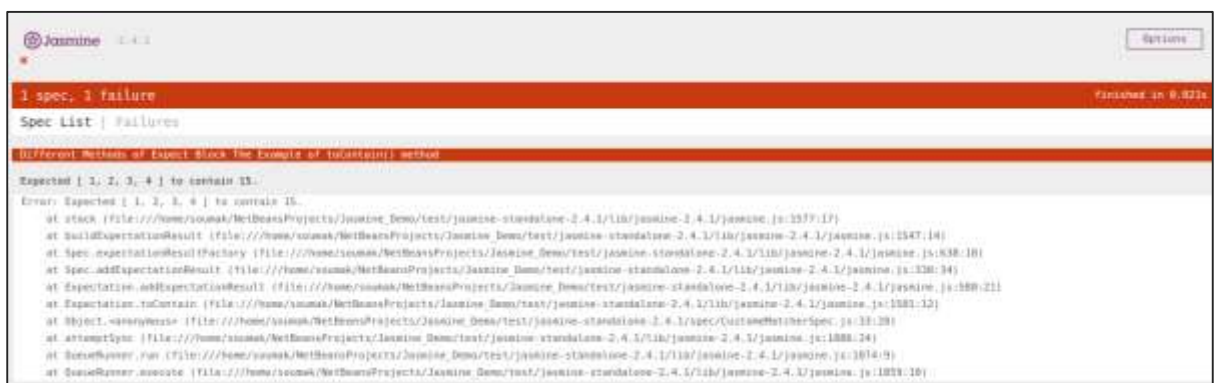 Jasmine 2.4.1
Options
1 spec, 1 failure
finished in 0.021s
Spec List | Failures
Different Methods of Expect Block The Example of toContain() method
Expected [ 1, 2, 3, 4 ] to contain 15.
Error: Expected [ 1, 2, 3, 4 ] to contain 15.
at stack (file:///home/soumak/NetBeansProjects/Jasmine_Demo/test/jasmine-standalone-2.4.1/lib/jasmine-2.4.1/jasmine.js:1577:17)
at buildExpectationResult (file:///home/soumak/NetBeansProjects/Jasmine_Demo/test/jasmine-standalone-2.4.1/lib/jasmine-2.4.1/jasmine.js:1547:14)
at Spec.expectationResultFactory (file:///home/soumak/NetBeansProjects/Jasmine_Demo/test/jasmine-standalone-2.4.1/lib/jasmine-2.4.1/jasmine.js:638:18)
at Spec.addExpectationResult (file:///home/soumak/NetBeansProjects/Jasmine_Demo/test/jasmine-standalone-2.4.1/lib/jasmine-2.4.1/jasmine.js:330:34)
at Expectation.addExpectationResult (file:///home/soumak/NetBeansProjects/Jasmine_Demo/test/jasmine-standalone-2.4.1/lib/jasmine-2.4.1/jasmine.js:588:21)
at Expectation.toContain (file:///home/soumak/NetBeansProjects/Jasmine_Demo/test/jasmine-standalone-2.4.1/lib/jasmine-2.4.1/jasmine.js:1501:12)
at Object.<anonymous> (file:///home/soumak/NetBeansProjects/Jasmine_Demo/test/jasmine-standalone-2.4.1/spec/CustomeMatcherSpec.js:33:28)
at attemptSync (file:///home/soumak/NetBeansProjects/Jasmine_Demo/test/jasmine-standalone-2.4.1/lib/jasmine-2.4.1/jasmine.js:1886:24)
at QueueRunner.run (file:///home/soumak/NetBeansProjects/Jasmine_Demo/test/jasmine-standalone-2.4.1/lib/jasmine-2.4.1/jasmine.js:1874:9)
at QueueRunner.execute (file:///home/soumak/NetBeansProjects/Jasmine_Demo/test/jasmine-standalone-2.4.1/lib/jasmine-2.4.1/jasmine.js:1859:10)